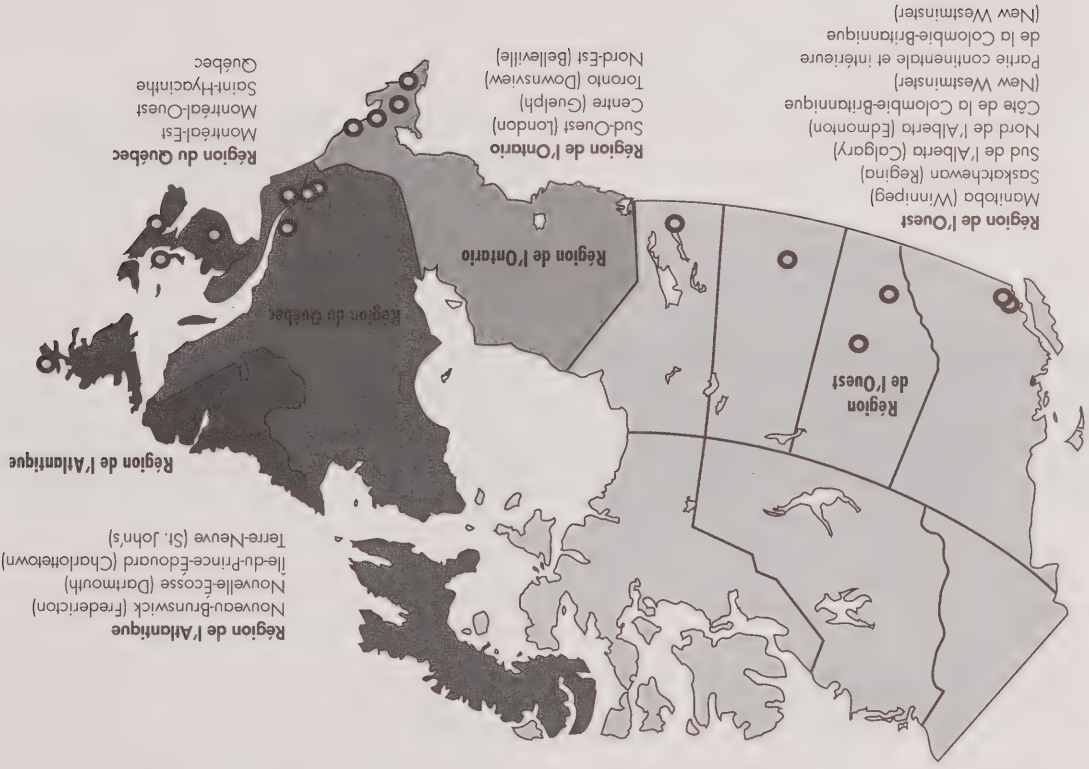 Région de l'Atlantique
Nouveau-Brunswick (Fredericton)
Nouvelle-Écosse (Dartmouth)
Île-du-Prince-Édouard (Charlottetown)
Terre-Neuve (St. John's)
Région de l'Atlantique
Région
de l'Ouest
Région du Québec
Région de l'Ontario
Région de l'Ouest
Manitoba (Winnipeg)
Saskatchewan (Regina)
Sud de l'Alberta (Calgary)
Nord de l'Alberta (Edmonton)
Côte de la Colombie-Britannique
(New Westminster)
Partie continentale et intérieure
de la Colombie-Britannique
(New Westminster)
Région de l'Ontario
Sud-Ouest (London)
Centre (Guelph)
Toronto (Downsview)
Nord-Est (Belleville)
Région du Québec
Montréal-Est
Montréal-Ouest
Saint-Hyacinthe
Québec